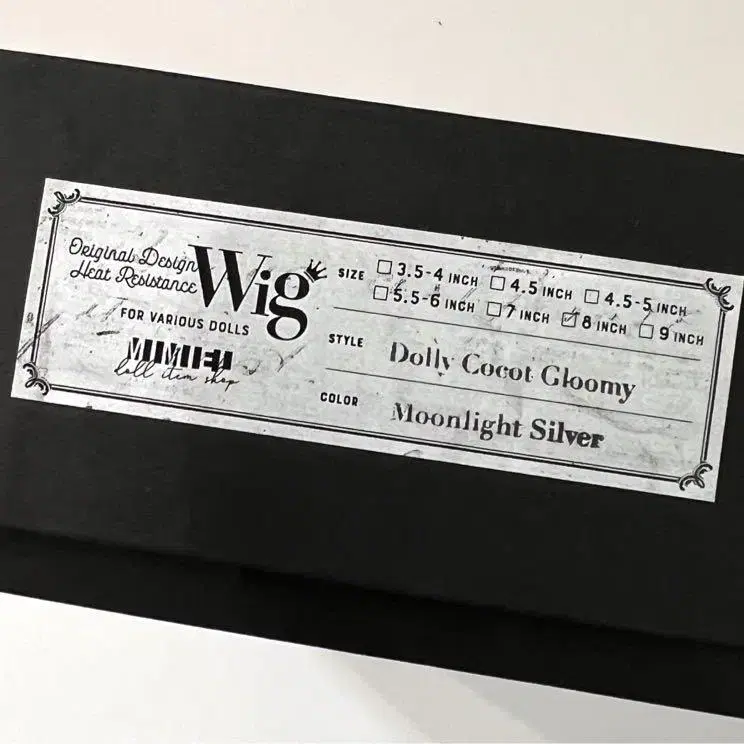 Original Design
Heat Resistance
Wig
FOR VARIOUS DOLLS
doll item shop
SIZE ☐ 3.5-4 INCH ☐ 4.5 INCH ☐ 4.5-5 INCH
☐ 5.5-6 INCH ☐ 7 INCH ☑ 8 INCH ☐ 9 INCH
STYLE Dolly Cocot Gloomy
COLOR Moonlight Silver